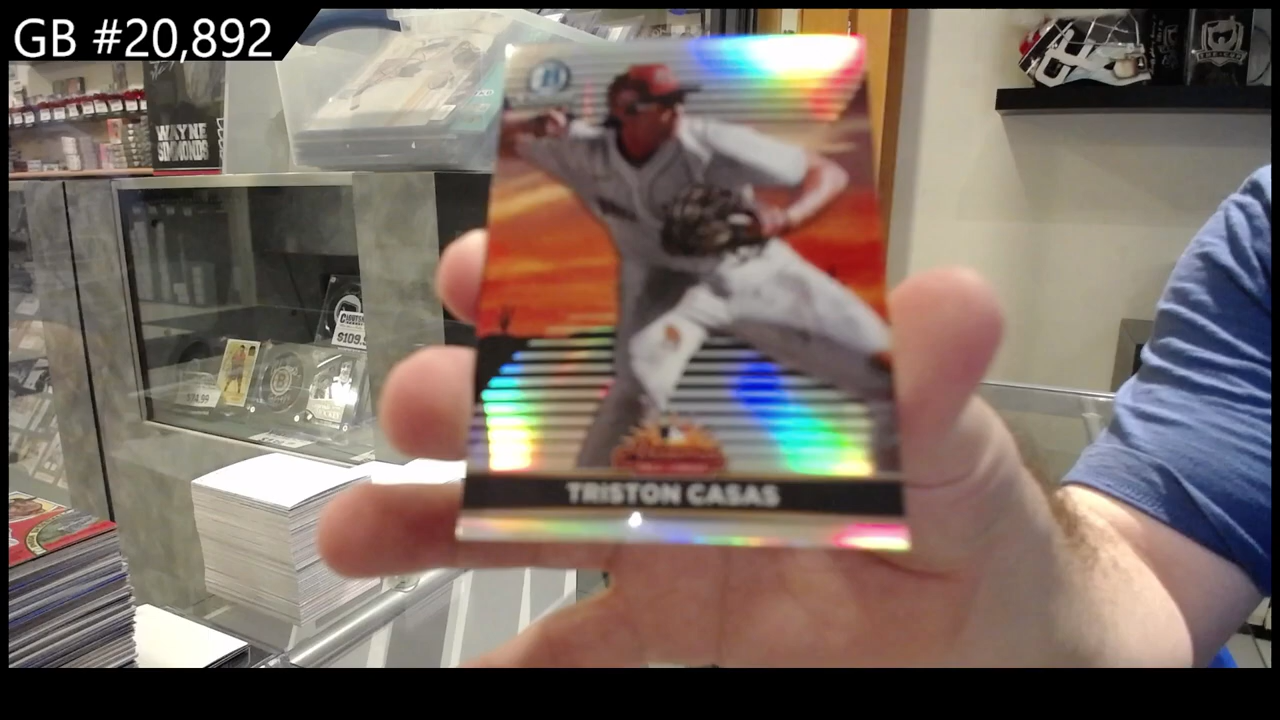 GB #20,892
WAYNE
SIMMONDS
$109.
TRISTON CASAS